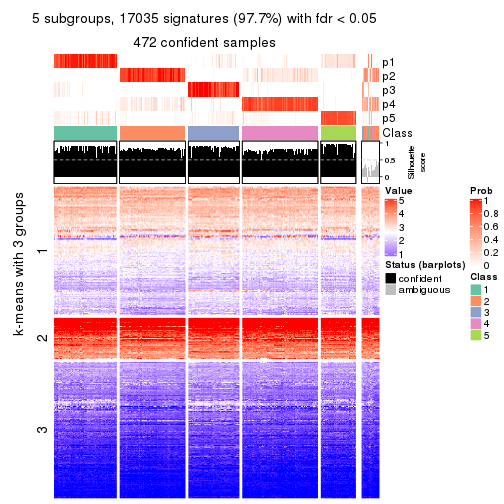 5 subgroups, 17035 signatures (97.7%) with fdr < 0.05
472 confident samples
p1
p2
p3
p4
p5
Class
1
0.5
0
Silhouette
score
k-means with 3 groups
1
2
3
Value
5
4
3
2
1
Status (barplots)
confident
ambiguous
Prob
1
0.8
0.6
0.4
0.2
0
Class
1
2
3
4
5